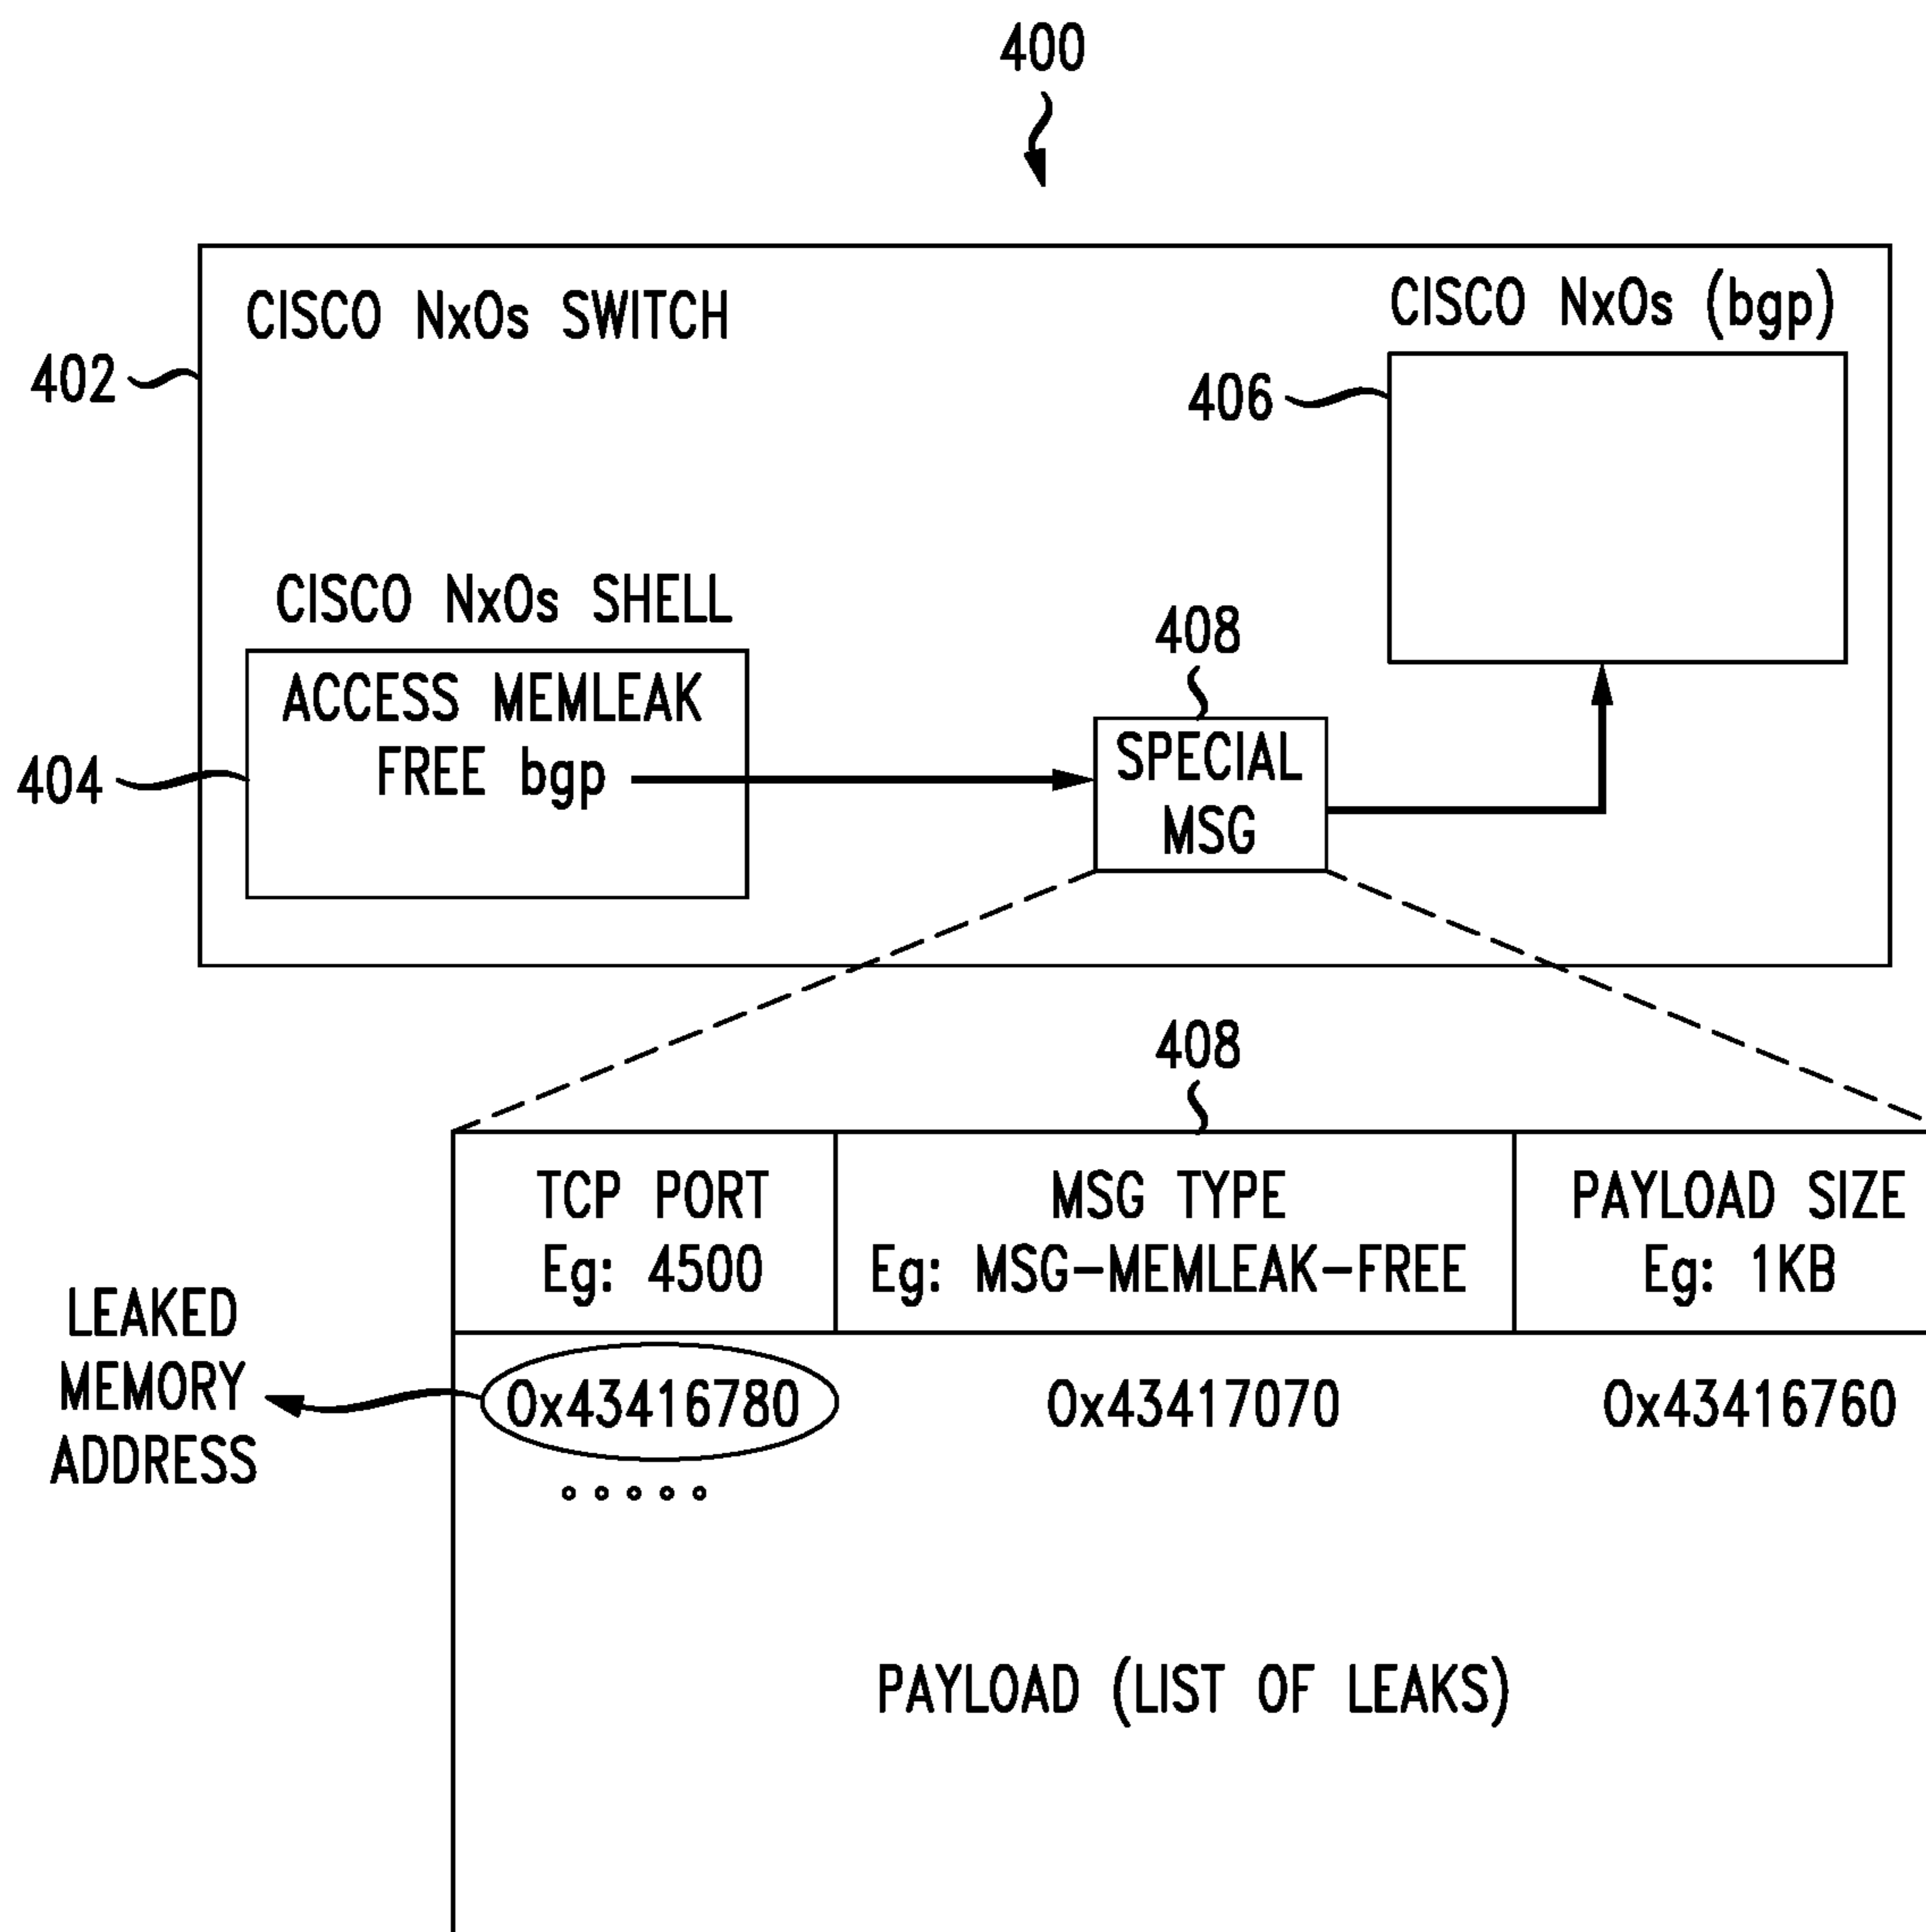 400
CISCO NxOs SWITCH
CISCO NxOs (bgp)
402
406
CISCO NxOs SHELL
408
ACCESS MEMLEAK
FREE bgp
404
SPECIAL
MSG
408
TCP PORT
Eg: 4500
MSG TYPE
Eg: MSG-MEMLEAK-FREE
PAYLOAD SIZE
Eg: 1KB
LEAKED
MEMORY
ADDRESS
0x43416780
0x43417070
0x43416760
PAYLOAD (LIST OF LEAKS)